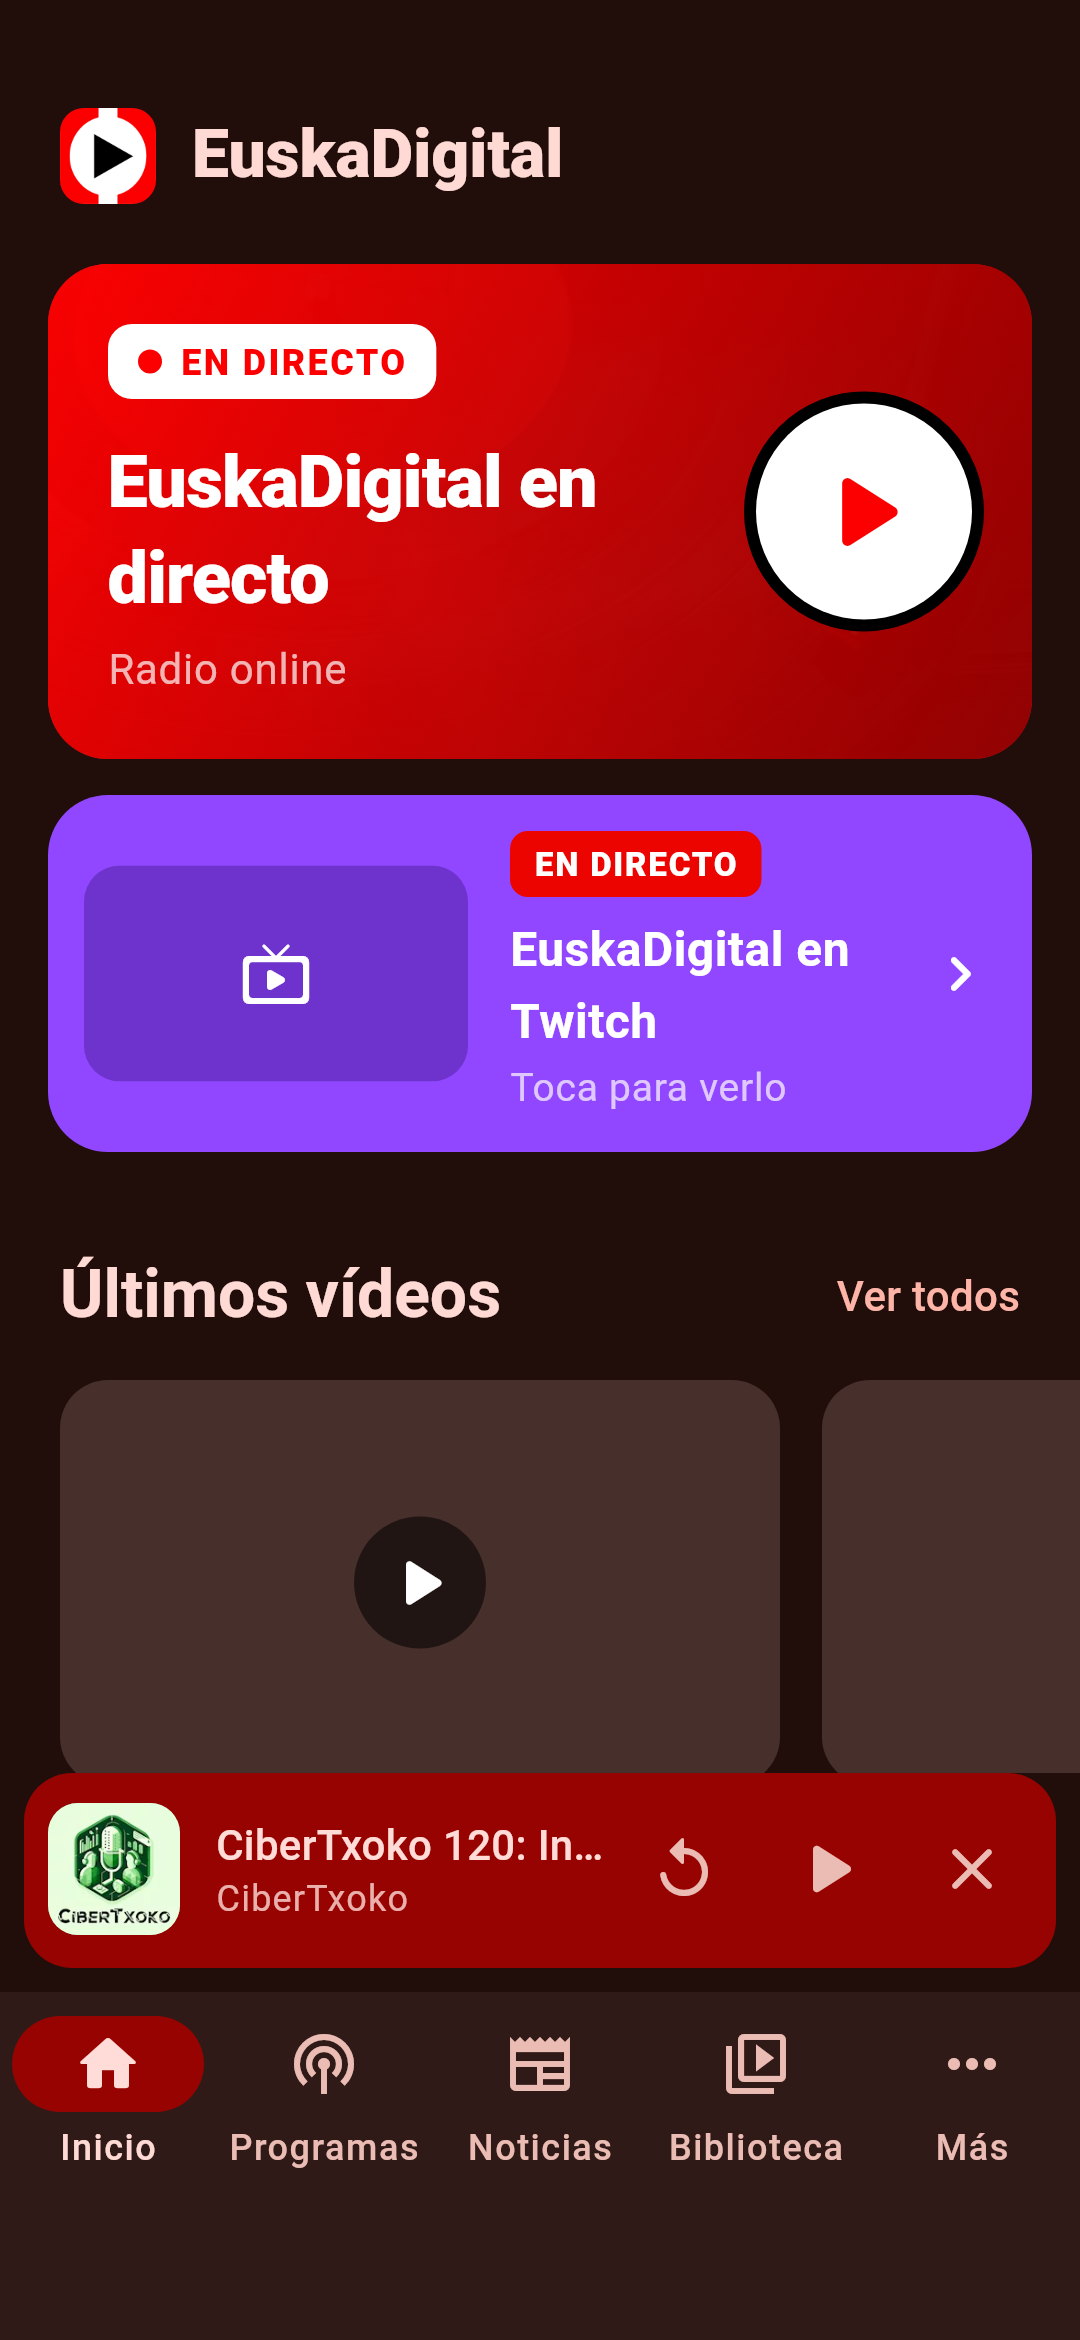 EuskaDigital
EN DIRECTO
EuskaDigital en
directo
Radio online
EN DIRECTO
EuskaDigital en
Twitch
Toca para verlo
Últimos vídeos
Ver todos
CIBERTXOKO
CiberTxoko 120: In…
CiberTxoko
Inicio
Programas
Noticias
Biblioteca
Más